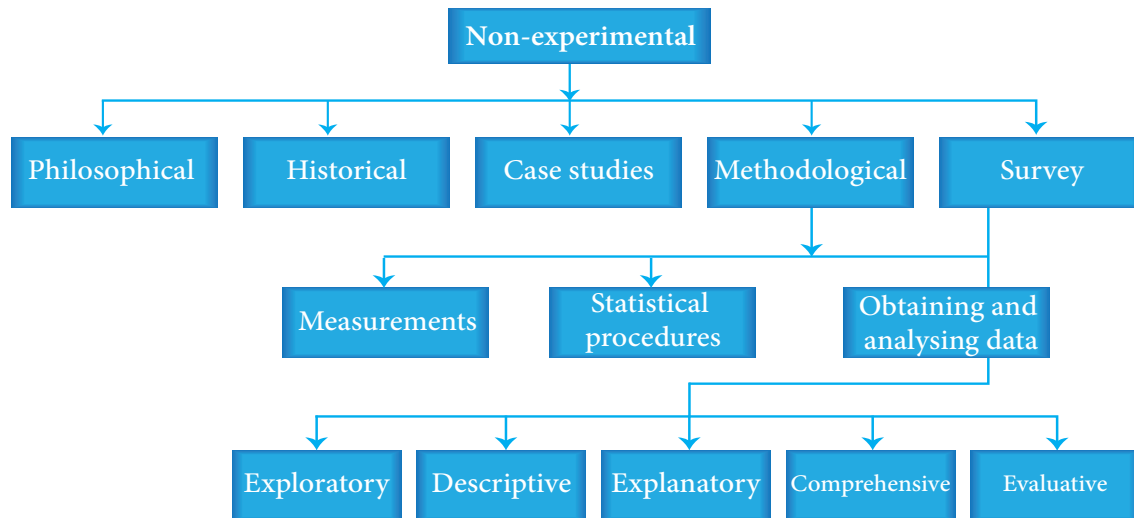 Non-experimental
Philosophical
Historical
Case studies
Methodological
Survey
Measurements
Statistical
procedures
Obtaining and
analysing data
Exploratory
Descriptive
Explanatory
Comprehensive
Evaluative